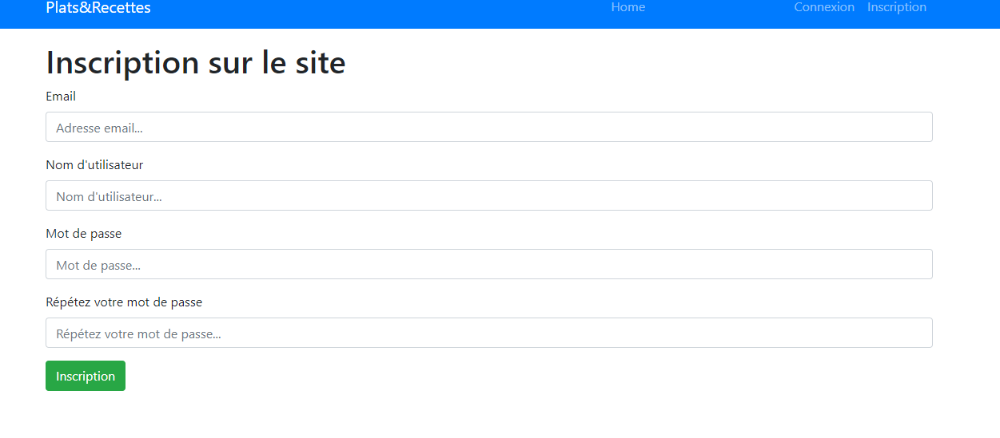 Plats&Recettes Home Connexion Inscription
Inscription sur le site
Email
Adresse email...
Nom d'utilisateur
Nom d'utilisateur...
Mot de passe
Mot de passe...
Répétez votre mot de passe
Répétez votre mot de passe...
Inscription